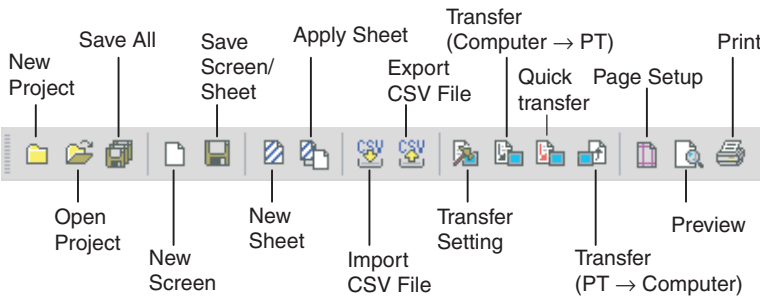 New
Project
Save All
Save
Screen/
Sheet
Apply Sheet
Transfer
(Computer → PT)
Export
CSV File
Quick
transfer
Page Setup
Print
CSV
CSV
Open
Project
New
Screen
New
Sheet
Import
CSV File
Transfer
Setting
Transfer
(PT → Computer)
Preview